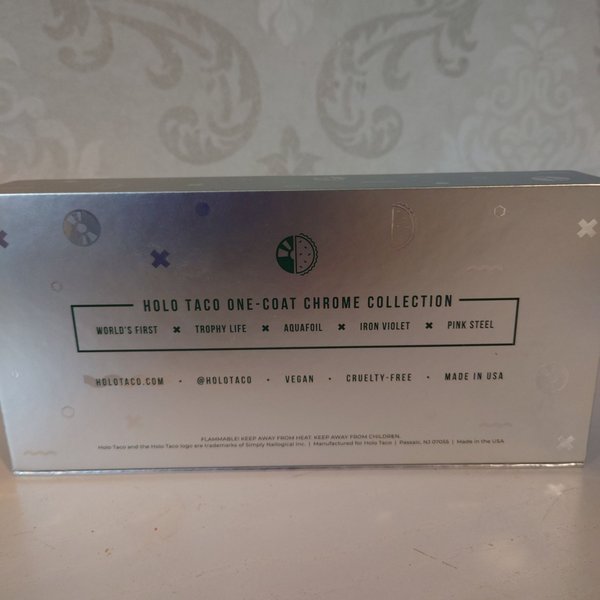 HOLO TACO ONE-COAT CHROME COLLECTION
WORLD'S FIRST ✖ TROPHY LIFE ✖ AQUAFOIL ✖ IRON VIOLET ✖ PINK STEEL
HOLOTACO.COM • @HOLOTACO • VEGAN • CRUELTY-FREE • MADE IN USA
FLAMMABLE! KEEP AWAY FROM HEAT. KEEP AWAY FROM CHILDREN.
Holo Taco and the Holo Taco logo are trademarks of Simply Nailogical Inc. | Manufactured for Holo Taco | Passaic, NJ 07055 | Made in the USA